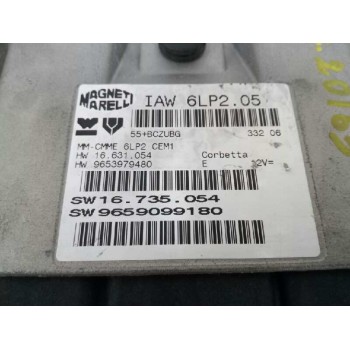 MAGNETI MARELLI IAW 6LP2.05
55+BCZUBG 332 06
MM-CMME 6LP2 CEM1
HW 16.631.054 Corbetta
HW 9653979480 E 12V=
SW16.735.054
SW9659099180